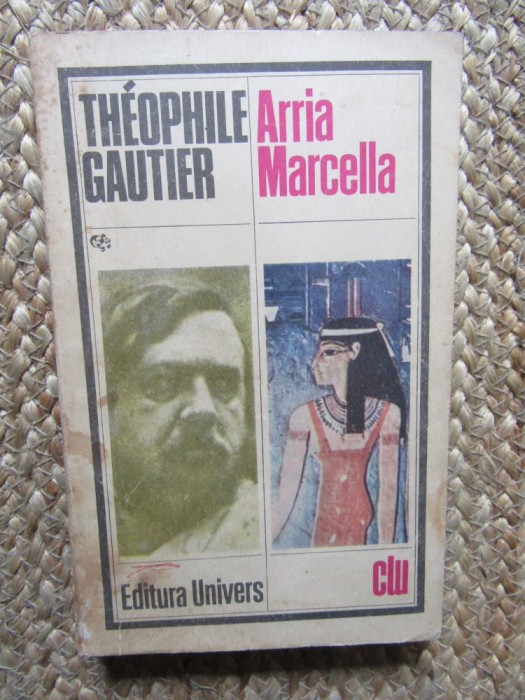 THÉOPHILE
GAUTIER
Arria
Marcella
Editura Univers
clu